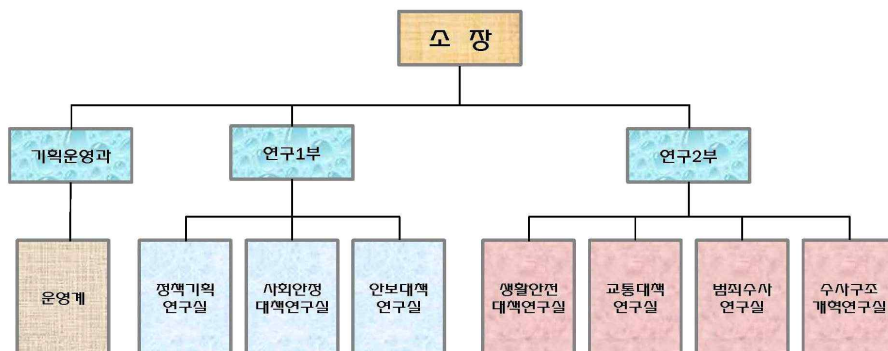 소 장
기획운영과
연구1부
연구2부
운영계
정책기획
연구실
사회안정
대책연구실
안보대책
연구실
생활안전
대책연구실
교통대책
연구실
범죄수사
연구실
수사구조
개혁연구실